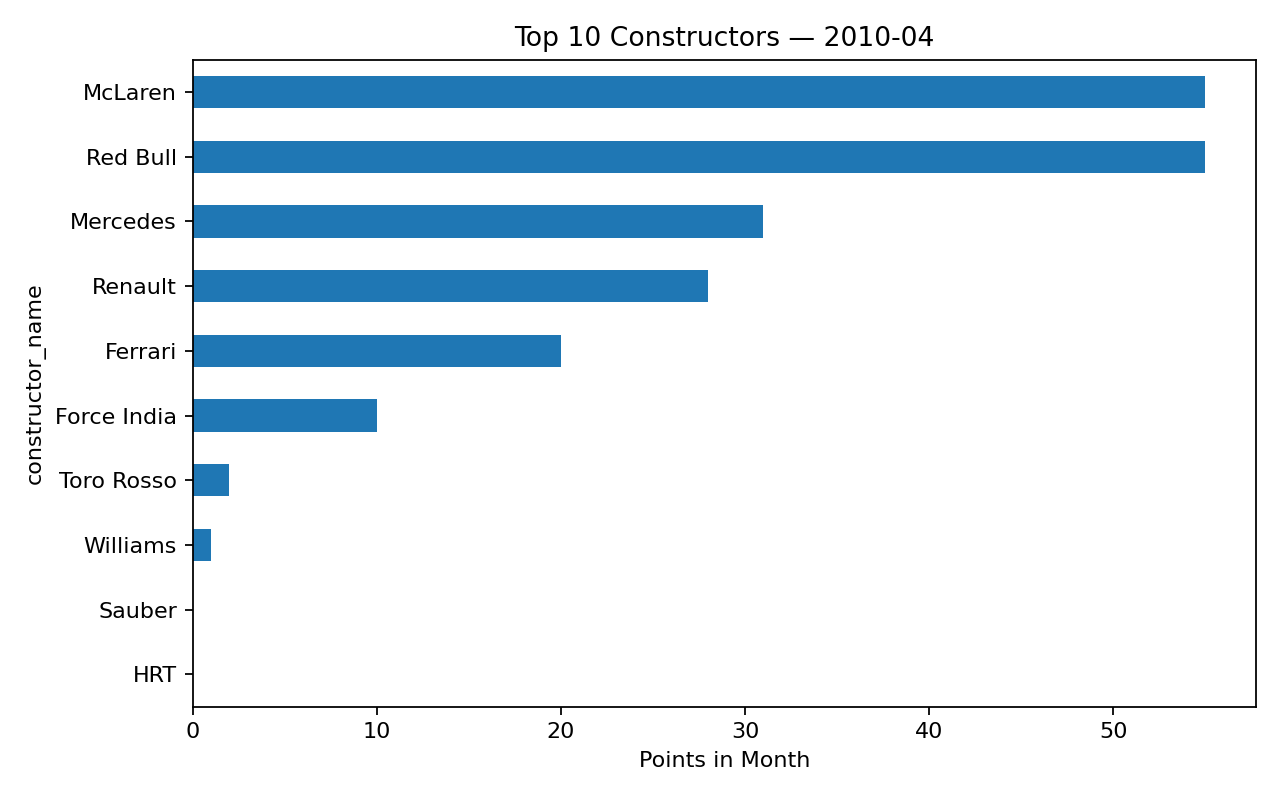 Top 10 Constructors — 2010-04
McLaren
Red Bull
Mercedes
Renault
Ferrari
Force India
Toro Rosso
Williams
Sauber
HRT
constructor_name
0 10 20 30 40 50
Points in Month